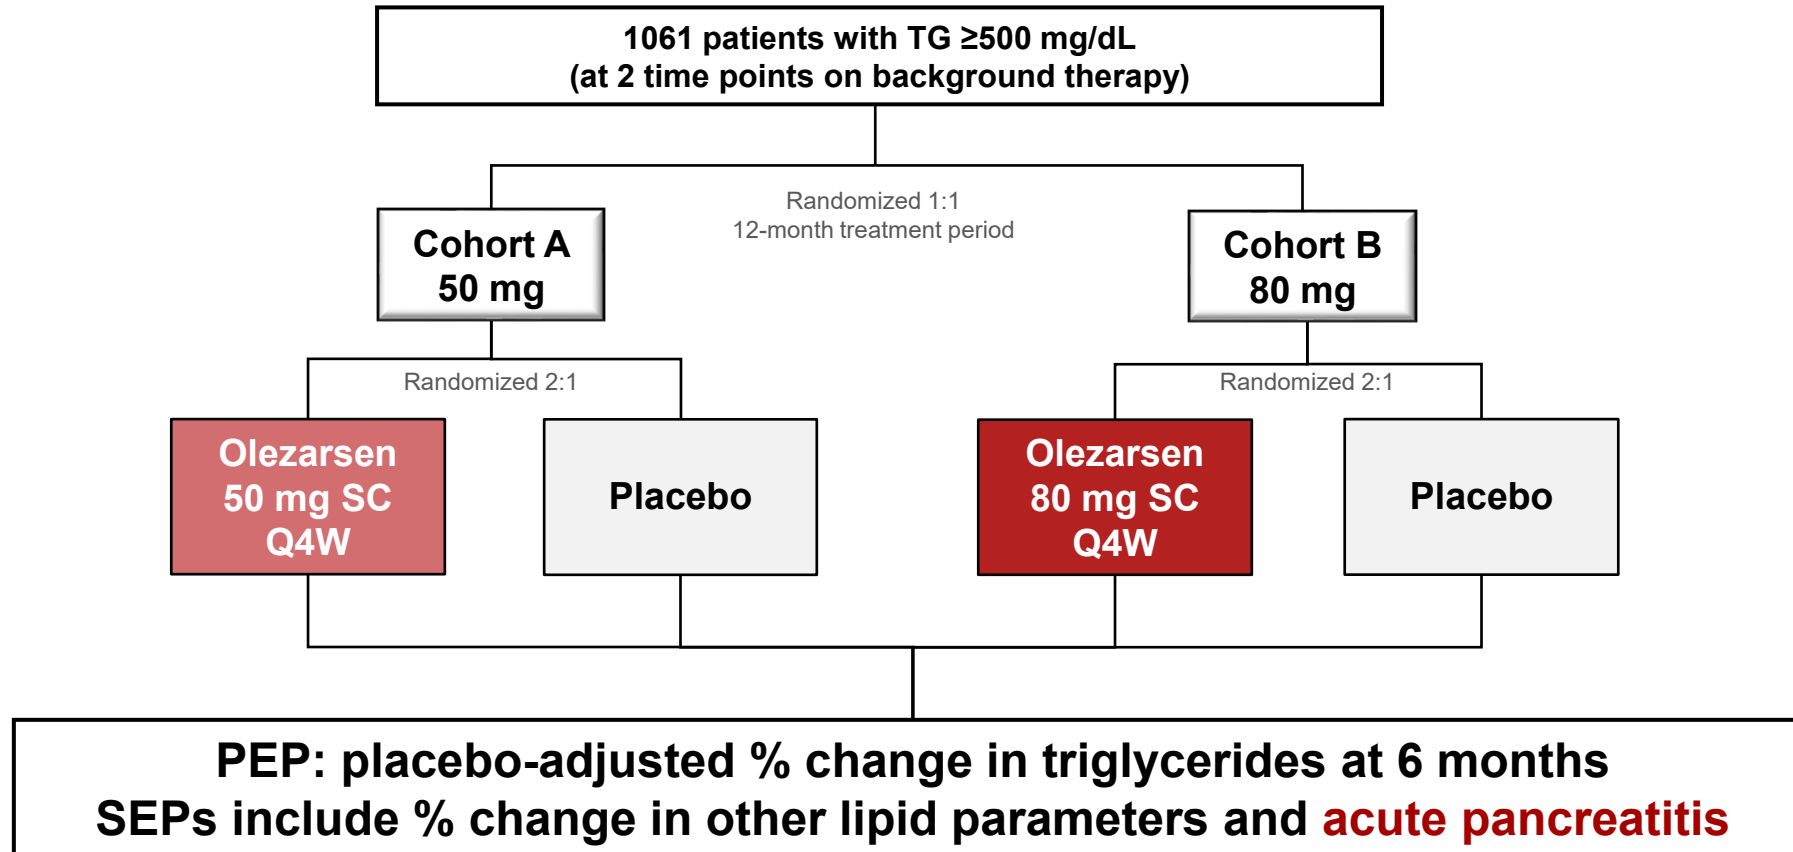 1061 patients with TG ≥500 mg/dL
(at 2 time points on background therapy)
Randomized 1:1
12-month treatment period
Cohort A
50 mg
Cohort B
80 mg
Randomized 2:1
Randomized 2:1
Olezarsen
50 mg SC
Q4W
Placebo
Olezarsen
80 mg SC
Q4W
Placebo
PEP: placebo-adjusted % change in triglycerides at 6 months
SEPs include % change in other lipid parameters and acute pancreatitis